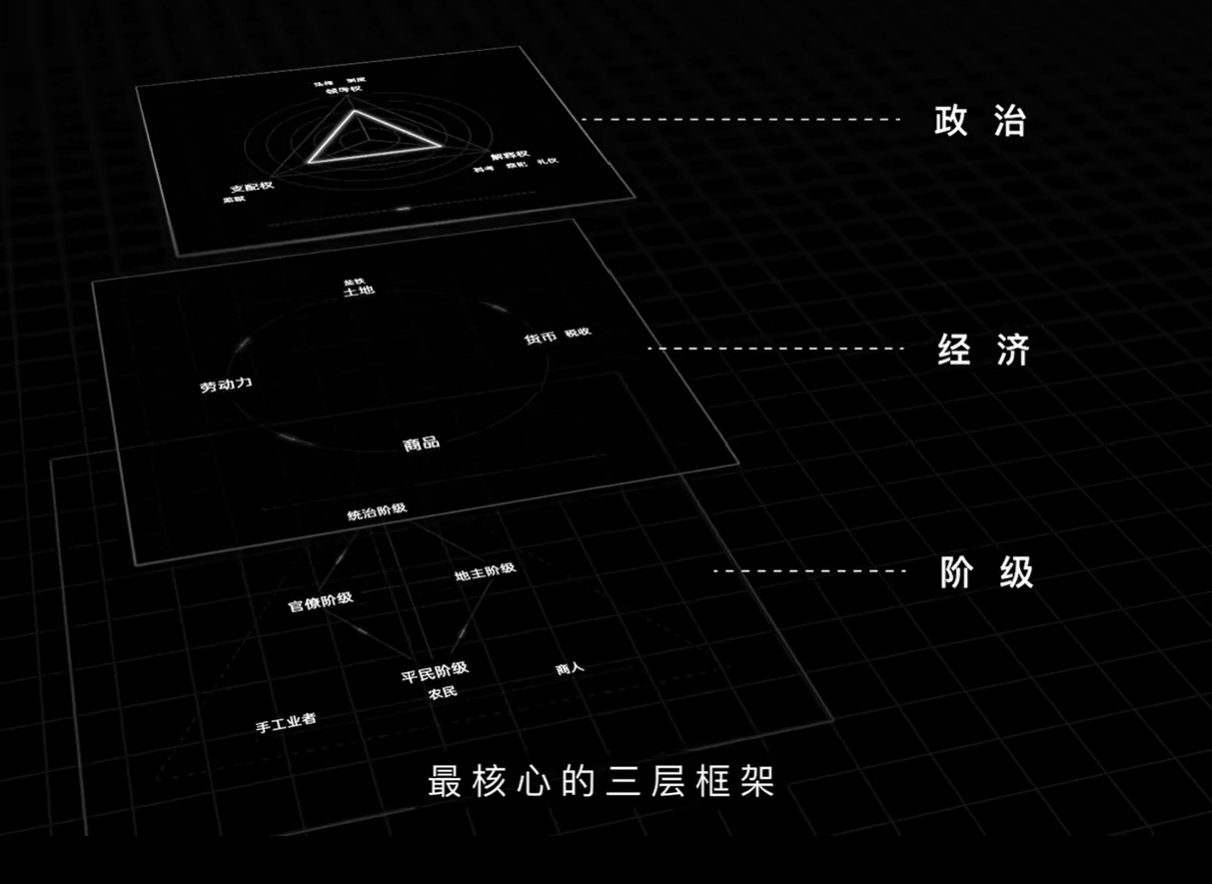 法律 制度
领导权
政治
解释权
科考 祭祀 礼仪
支配权
监狱
盐铁
土地
货币 税收
经济
劳动力
商品
统治阶级
地主阶级
阶级
官僚阶级
平民阶级
商人
农民
手工业者
最核心的三层框架